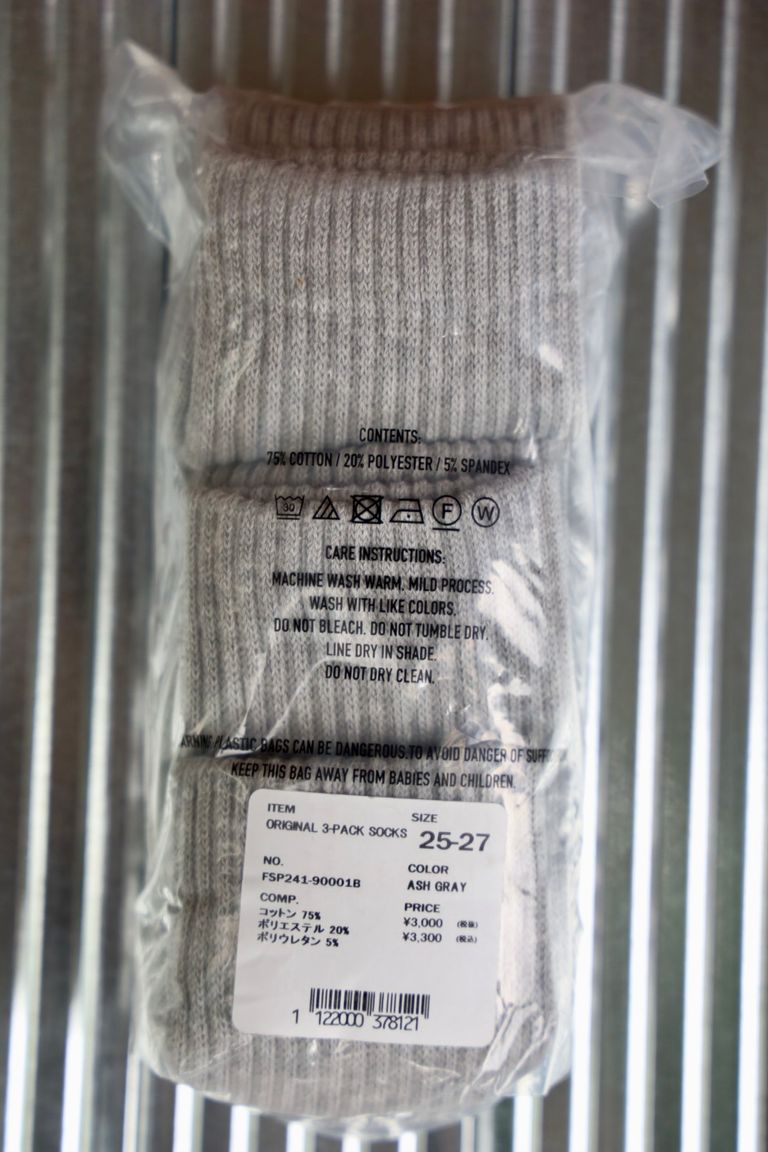 CONTENTS:
75% COTTON / 20% POLYESTER / 5% SPANDEX
30 F W
CARE INSTRUCTIONS:
MACHINE WASH WARM. MILD PROCESS.
WASH WITH LIKE COLORS.
DO NOT BLEACH. DO NOT TUMBLE DRY.
LINE DRY IN SHADE.
DO NOT DRY CLEAN.
PLASTIC BAGS CAN BE DANGEROUS.TO AVOID DANGER OF
KEEP THIS BAG AWAY FROM BABIES AND CHILDREN.
ITEM
ORIGINAL 3-PACK SOCKS
SIZE
25-27
NO.
FSP241-90001B
COLOR
ASH GRAY
COMP.
コットン 75%
ポリエステル 20%
ポリウレタン 5%
PRICE
¥3,000 (税抜)
¥3,300 (税込)
1 122000 378121